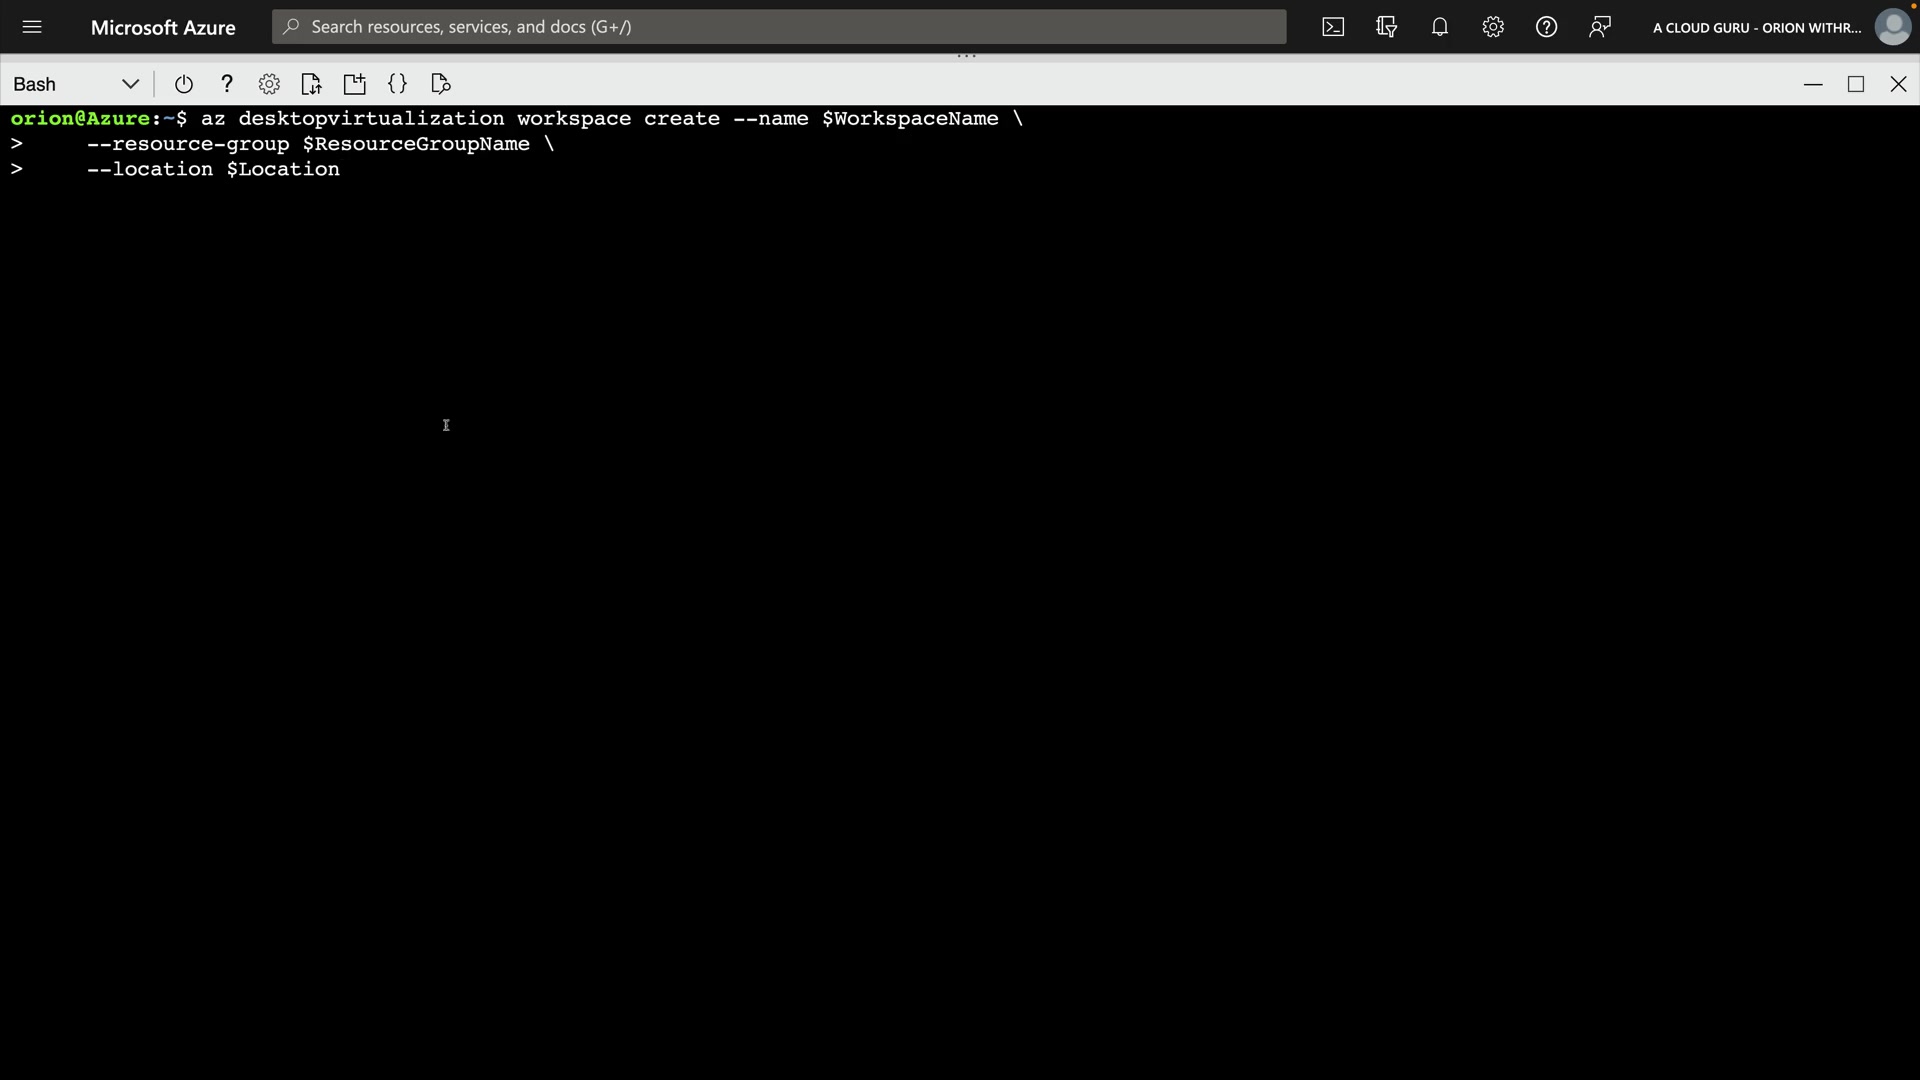 Microsoft Azure
Search resources, services, and docs (G+/)
A CLOUD GURU - ORION WITHR...
Bash
orion@Azure:~$ az desktopvirtualization workspace create --name $WorkspaceName \
>      --resource-group $ResourceGroupName \
>      --location $Location